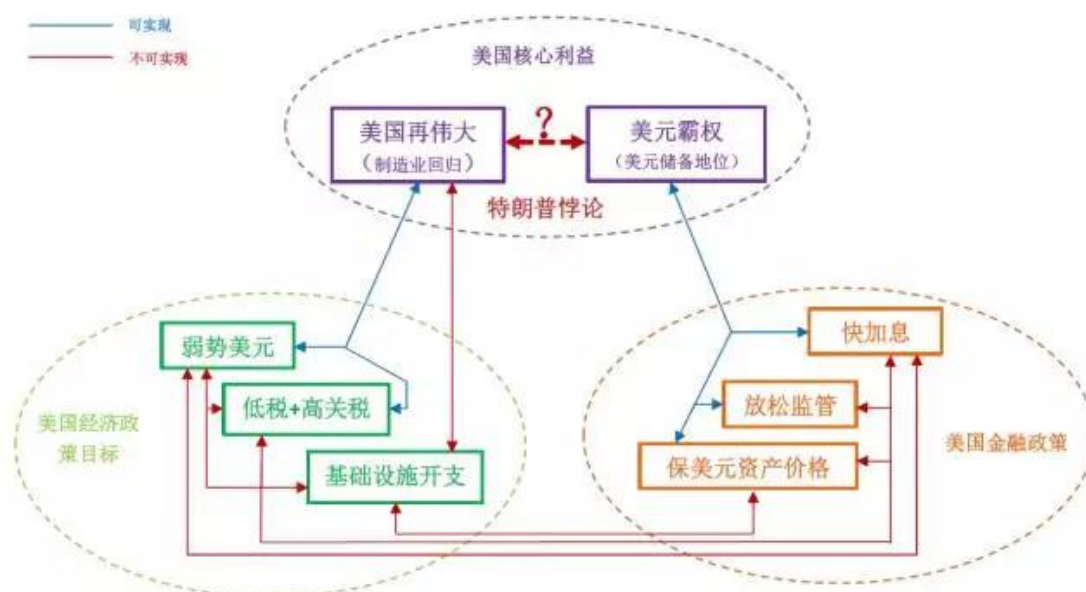 可实现
不可实现
美国核心利益
美国再伟大
（制造业回归）
?
美元霸权
（美元储备地位）
特朗普悖论
弱势美元
低税+高关税
美国经济政
策目标
基础设施开支
快加息
放松监管
美国金融政策
保美元资产价格